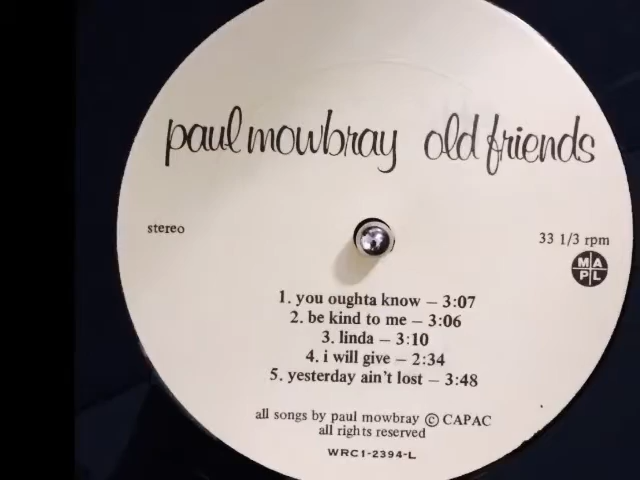 paul mowbray old friends
stereo
33 1/3 rpm
MAPL
1. you oughta know – 3:07
2. be kind to me – 3:06
3. linda – 3:10
4. i will give – 2:34
5. yesterday ain't lost – 3:48
all songs by paul mowbray © CAPAC
all rights reserved
WRC1-2394-L